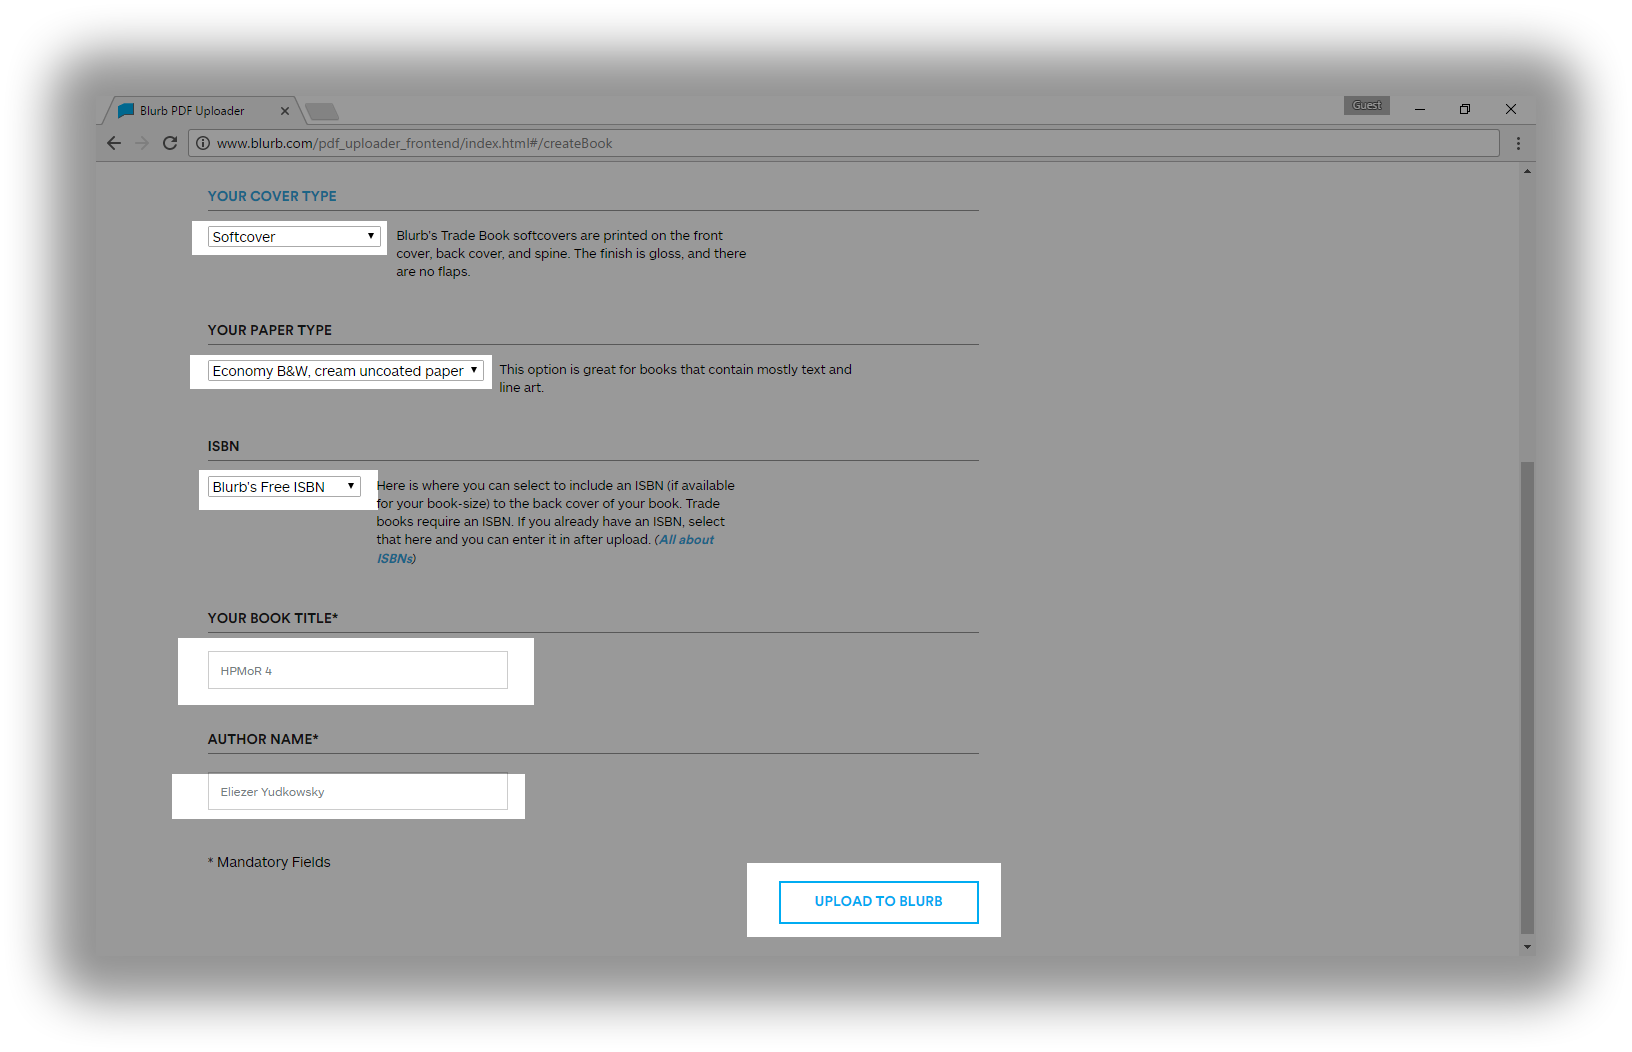 Blurb PDF Uploader
Guest
www.blurb.com/pdf_uploader_frontend/index.html#/createBook
YOUR COVER TYPE
Softcover
Blurb's Trade Book softcovers are printed on the front
cover, back cover, and spine. The finish is gloss, and there
are no flaps.
YOUR PAPER TYPE
Economy B&W, cream uncoated paper
This option is great for books that contain mostly text and
line art.
ISBN
Blurb's Free ISBN
Here is where you can select to include an ISBN (if available
for your book-size) to the back cover of your book. Trade
books require an ISBN. If you already have an ISBN, select
that here and you can enter it in after upload. (All about
ISBNs)
YOUR BOOK TITLE*
HPMoR 4
AUTHOR NAME*
Eliezer Yudkowsky
* Mandatory Fields
UPLOAD TO BLURB